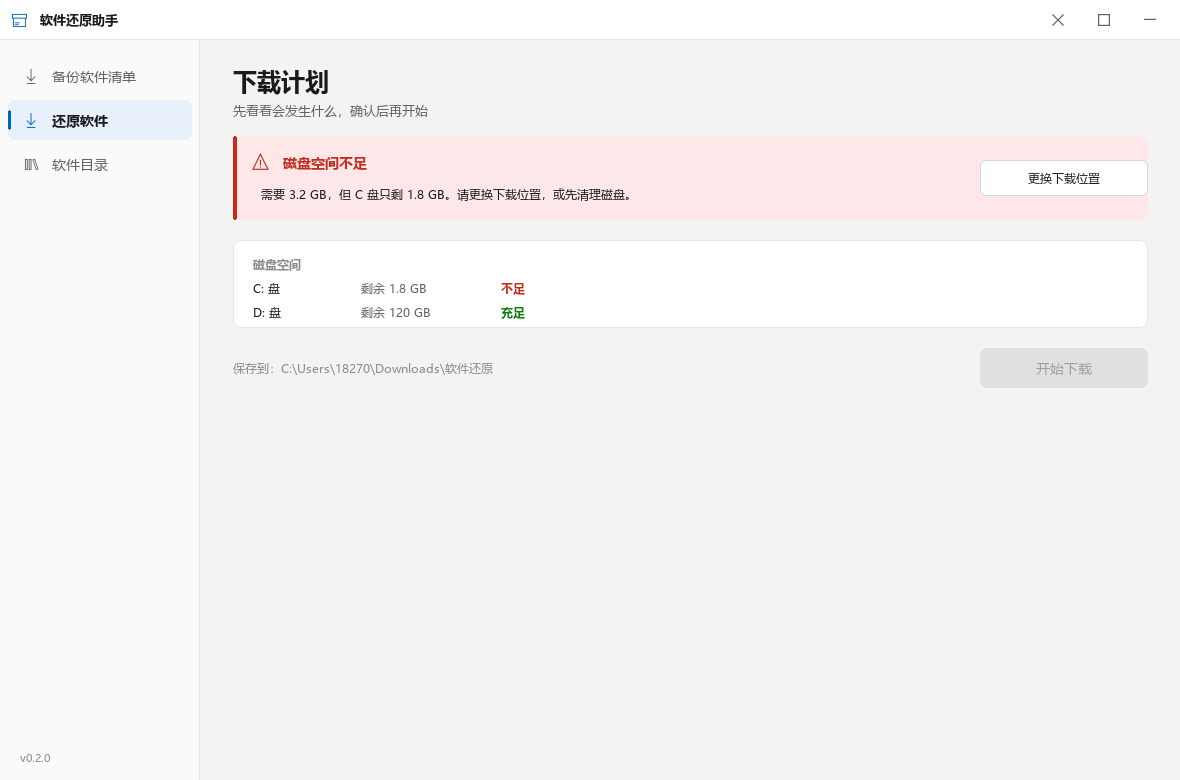 软件还原助手
备份软件清单
还原软件
软件目录
下载计划
先看看会发生什么，确认后再开始
磁盘空间不足
需要 3.2 GB，但 C 盘只剩 1.8 GB。请更换下载位置，或先清理磁盘。
更换下载位置
磁盘空间
C: 盘 剩余 1.8 GB 不足
D: 盘 剩余 120 GB 充足
保存到：C:\Users\18270\Downloads\软件还原
开始下载
v0.2.0